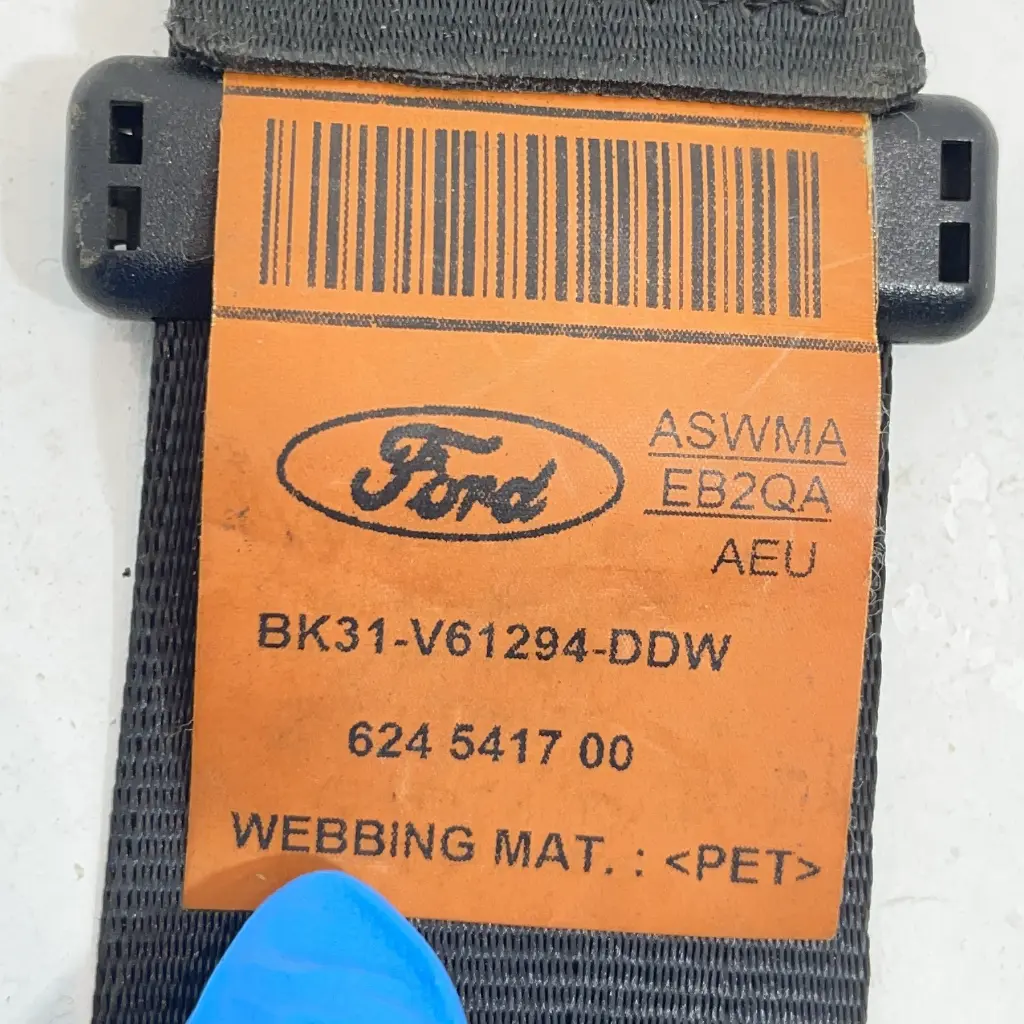 Ford
ASWMA
EB2QA
AEU
BK31-V61294-DDW
624 5417 00
WEBBING MAT. : <PET>